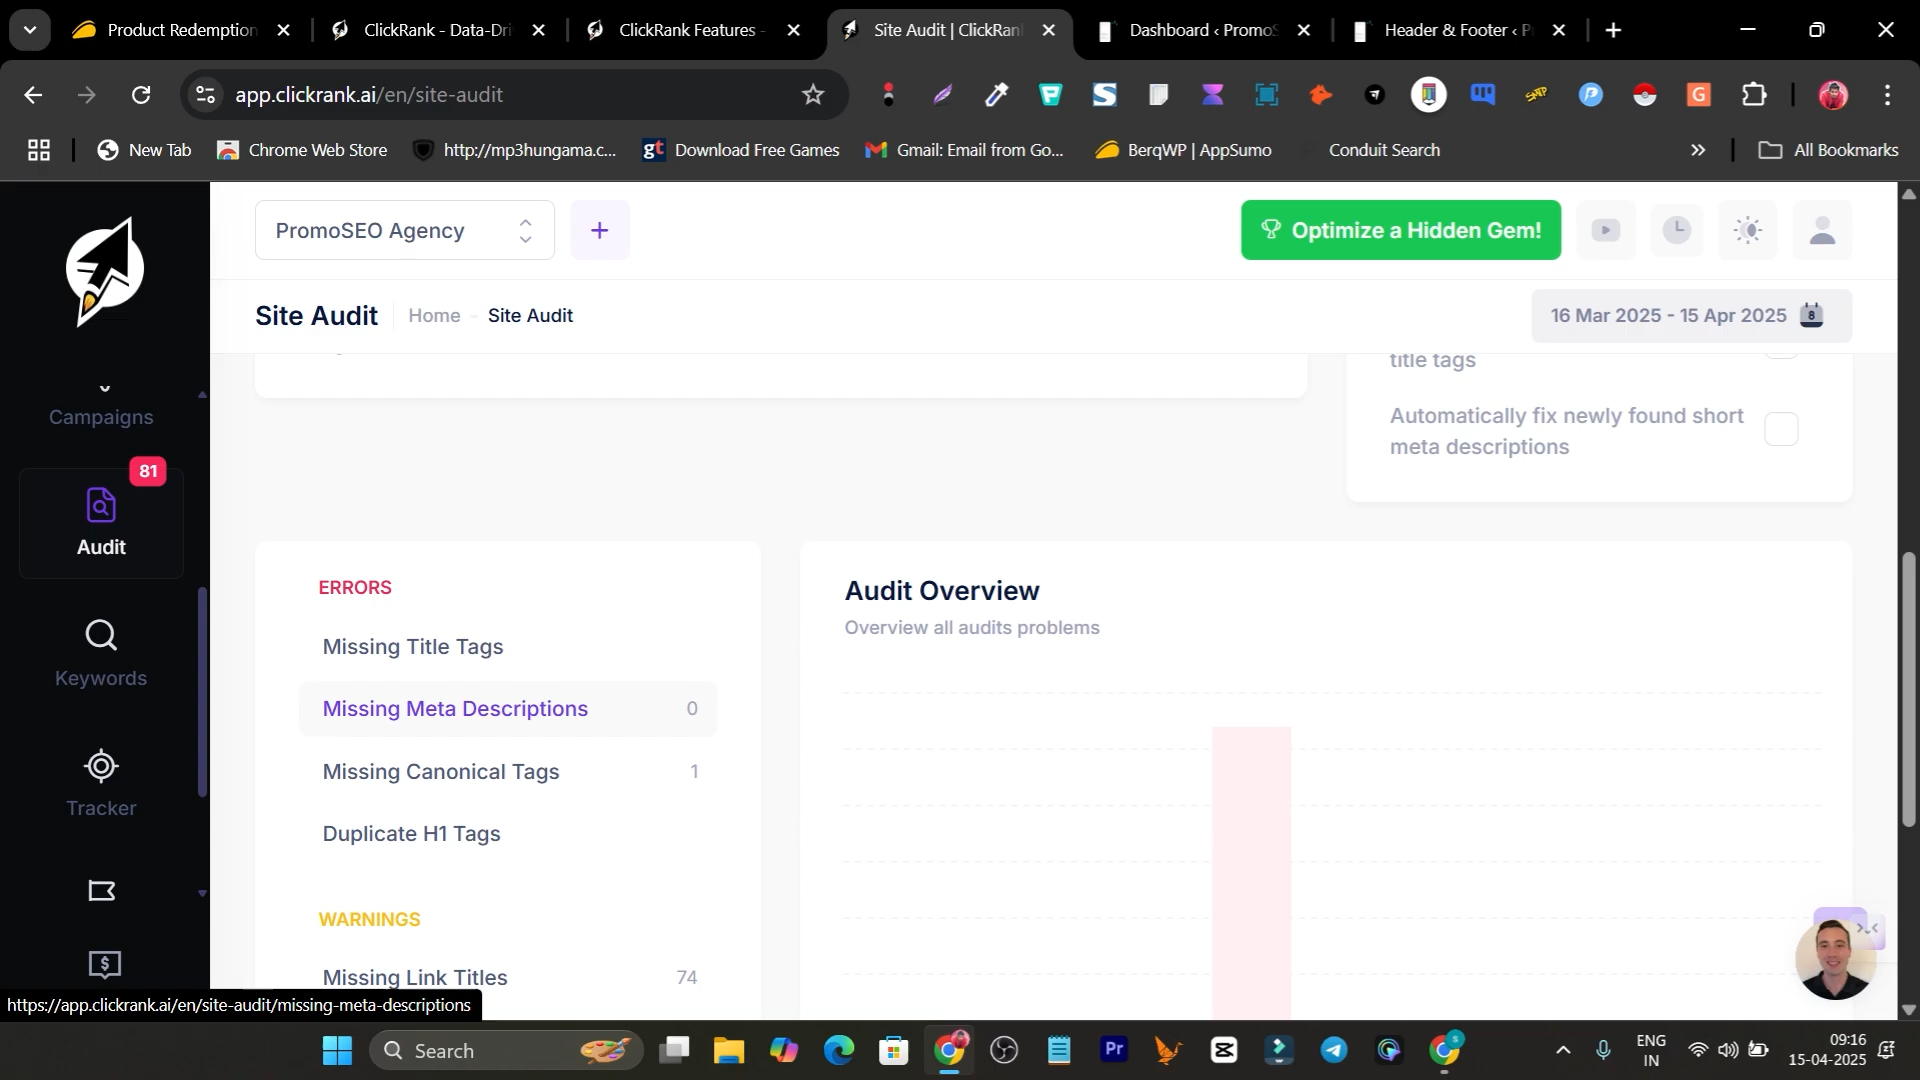 Product Redemption
ClickRank - Data-Dri
ClickRank Features -
Site Audit | ClickRan
Dashboard ‹ PromoS
Header & Footer ‹ P
app.clickrank.ai/en/site-audit
New Tab
Chrome Web Store
http://mp3hungama.c...
Download Free Games
Gmail: Email from Go...
BerqWP | AppSumo
Conduit Search
All Bookmarks
PromoSEO Agency
Optimize a Hidden Gem!
Site Audit
Home - Site Audit
16 Mar 2025 - 15 Apr 2025
title tags
Automatically fix newly found short
meta descriptions
Campaigns
81
Audit
Keywords
Tracker
ERRORS
Missing Title Tags
Missing Meta Descriptions 0
Missing Canonical Tags 1
Duplicate H1 Tags
WARNINGS
Missing Link Titles 74
Audit Overview
Overview all audits problems
https://app.clickrank.ai/en/site-audit/missing-meta-descriptions
Search
ENG
IN
09:16
15-04-2025